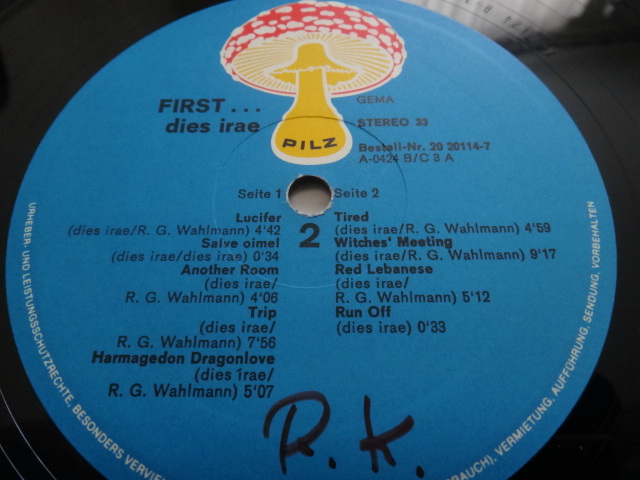 FIRST...
dies irae
PILZ
GEMA
STEREO 33
Bestell-Nr. 20 20114-7
A-0424 B/C 3 A
Seite 1
Lucifer
(dies irae/R. G. Wahlmann) 4'42
Salve oimel
(dies irae/dies irae) 0'34
Another Room
(dies irae/
R. G. Wahlmann) 4'06
Trip
(dies irae/
R. G. Wahlmann) 7'56
Harmagedon Dragonlove
(dies irae/
R. G. Wahlmann) 5'07
2
Seite 2
Tired
(dies irae/R. G. Wahlmann) 4'59
Witches' Meeting
(dies irae/R. G. Wahlmann) 9'17
Red Lebanese
(dies irae/
R. G. Wahlmann) 5'12
Run Off
(dies irae) 0'33
R. K.
URHEBER- UND LEISTUNGSSCHUTZRECHTE. BESONDERS VERVIE
BRAUCH). VERMIETUNG, AUFFÜHRUNG, SENDUNG, VORBEHALTEN